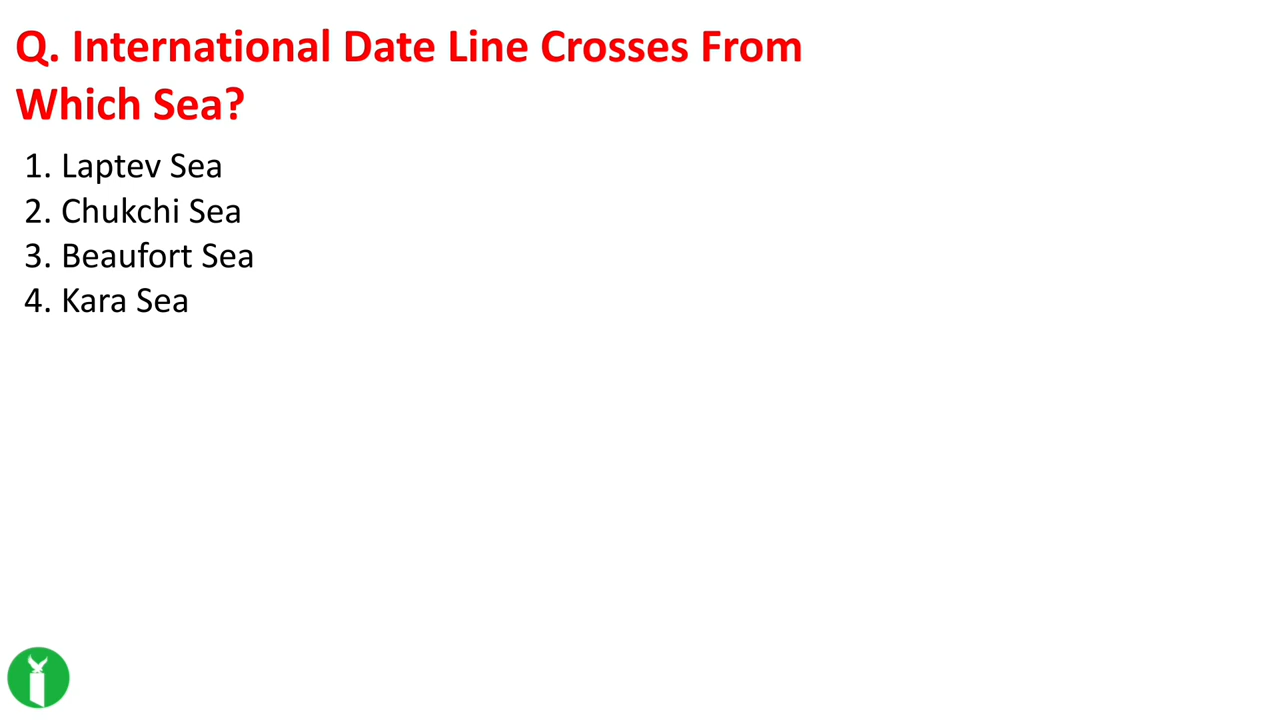 Q. International Date Line Crosses From
Which Sea?
1. Laptev Sea
2. Chukchi Sea
3. Beaufort Sea
4. Kara Sea